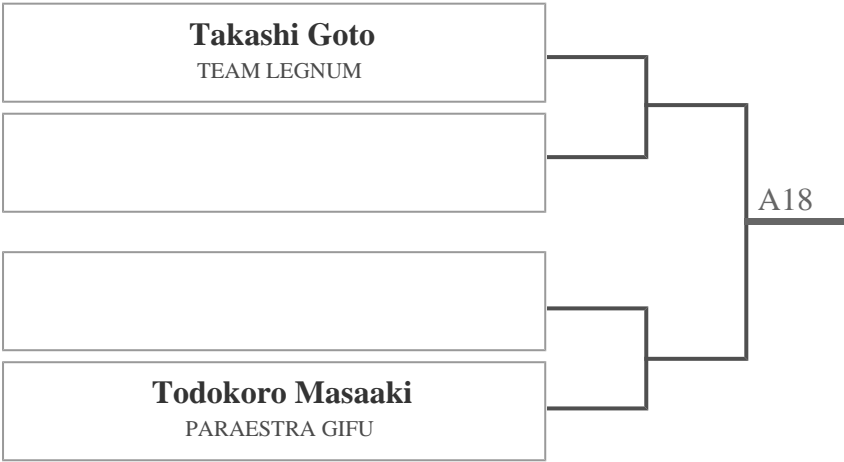 Takashi Goto
TEAM LEGNUM
A18
Todokoro Masaaki
PARAESTRA GIFU